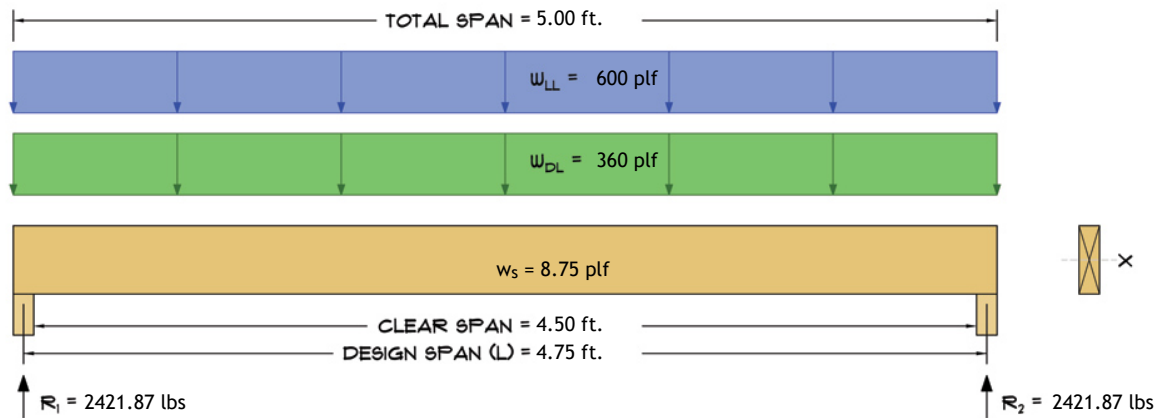 TOTAL SPAN = 5.00 ft.
wLL = 600 plf
wDL = 360 plf
ws = 8.75 plf
X
CLEAR SPAN = 4.50 ft.
DESIGN SPAN (L) = 4.75 ft.
R1 = 2421.87 lbs
R2 = 2421.87 lbs